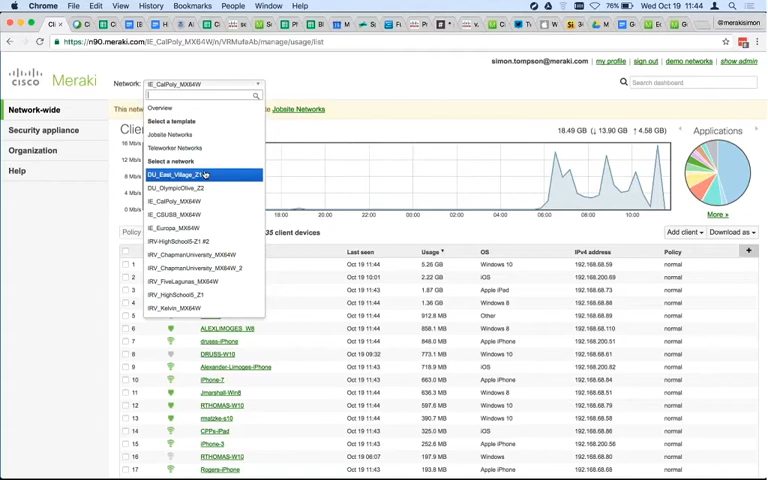 Chrome File Edit View History Bookmarks People Window Help
76% Wed Oct 19 11:44
@merakisimon
https://n90.meraki.com/IE_CalPoly_MX64W/n/VRMufeAb/manage/usage/list
simon.tompson@meraki.com | my profile | sign out | demo networks | show admin
CISCO Meraki
Network: IE_CalPoly_MX64W
Search dashboard
Network-wide
Security appliance
Organization
Help
This netw
Jobsite Networks
Overview
Select a template
Jobsite Networks
Teleworker Networks
Select a network
DU_East_Village_Z1
DU_OlympicOlive_Z2
IE_CalPoly_MX64W
IE_CSUSB_MX64W
IE_Europa_MX64W
IRV-HighSchool5-Z1 #2
IRV_ChapmanUniversity_MX64W
IRV_ChapmanUniversity_MX64W_2
IRV_FiveLagunas_MX64W
IRV_HighSchool5_Z1
IRV_Kelvin_MX64W
Clien
18.49 GB (↓ 13.90 ↑ 4.58)
Applications
16 M
12 Mb
8 Mb
4 Mb
0 Mb
18:00 20:00 22:00 00:00 02:00 04:00 06:00 08:00 10:00
More »
Policy
35 client devices
Add client
Download as
Last seen Usage OS IPv4 address Policy
1 Oct 19 11:44 5.26 GB Windows 10 192.168.68.59 normal
2 Oct 19 10:01 2.22 GB iOS 192.168.200.69 normal
3 Oct 19 11:43 1.87 GB Apple iPad 192.168.68.73 normal
4 Oct 19 11:44 1.36 GB Windows 8 192.168.68.86 normal
5 Oct 19 11:44 912.8 MB Other 192.168.68.89 normal
6 ALEXLIMOGES_W8 Oct 19 11:44 858.1 MB Windows 8 192.168.68.110 normal
7 druss-iPhone Oct 19 11:44 846.0 MB Apple iPhone 192.168.200.51 normal
8 DRUSS-W10 Oct 19 09:32 773.1 MB Windows 10 192.168.68.61 normal
9 Alexander-Limoges-iPhone Oct 19 11:43 718.9 MB iOS 192.168.200.82 normal
10 iPhone-7 Oct 19 11:43 663.0 MB Apple iPhone 192.168.200.81 normal
11 Jmarshall-Win8 Oct 19 11:43 636.3 MB Windows 8 192.168.68.51 normal
12 RTHOMAS-W10 Oct 19 11:44 597.6 MB Windows 10 192.168.68.79 normal
13 rmatzke-s10 Oct 19 11:44 390.7 MB Windows 10 192.168.68.58 normal
14 CPPs-iPad Oct 19 11:43 325.0 MB iOS 192.168.68.63 normal
15 iPhone-3 Oct 19 11:43 252.6 MB Apple iPhone 192.168.200.56 normal
16 RTHOMAS-W10 Oct 19 06:07 197.9 MB Windows 192.168.68.80 normal
17 Rogers-iPhone Oct 19 11:43 193.8 MB Apple iPhone 192.168.68.68 normal